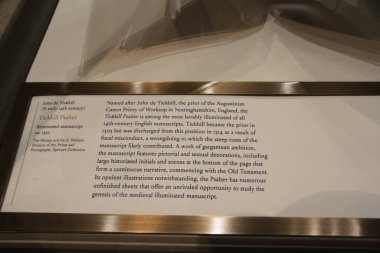 John de Tickhill
(fl. early 14th century)
Tickhill Psalter
Illuminated manuscript
ca. 1310
The Miriam and Ira D. Wallach
Division of Art, Prints and
Photographs, Spencer Collection
Named after John de Tickhill, the prior of the Augustinian
Canon Priory of Worksop in Nottinghamshire, England, the
Tickhill Psalter is among the most lavishly illuminated of all
14th-century English manuscripts. Tickhill became the prior in
1303 but was discharged from this position in 1314 as a result of
fiscal misconduct, a wrongdoing to which the steep costs of the
manuscript likely contributed. A work of gargantuan ambition,
the manuscript features pictorial and textual decorations, including
large historiated initials and scenes at the bottom of the page that
form a continuous narrative, commencing with the Old Testament.
Its opulent illustrations notwithstanding, the Psalter has numerous
unfinished sheets that offer an unrivaled opportunity to study the
genesis of the medieval illuminated manuscript.